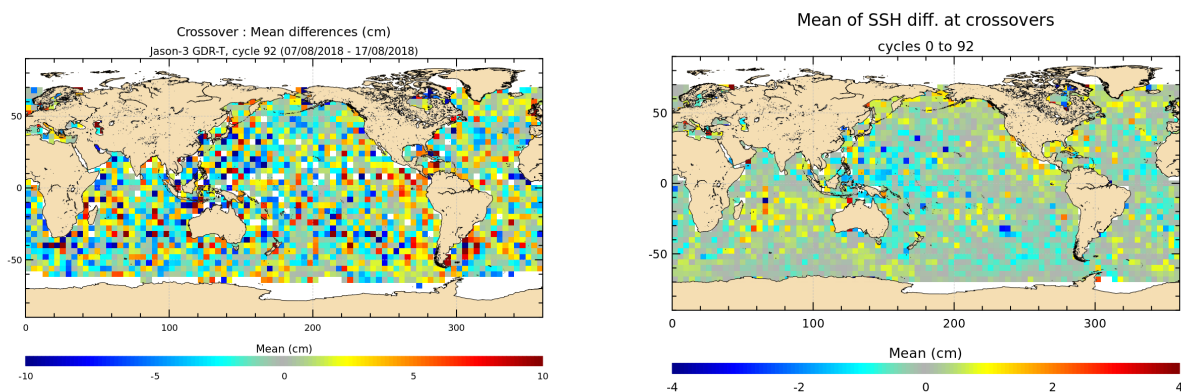 Crossover : Mean differences (cm)
Jason-3 GDR-T, cycle 92 (07/08/2018 - 17/08/2018)
50
0
-50
0 100 200 300
Mean (cm)
-10 -5 0 5 10
Mean of SSH diff. at crossovers
cycles 0 to 92
50
0
-50
0 100 200 300
Mean (cm)
-4 -2 0 2 4